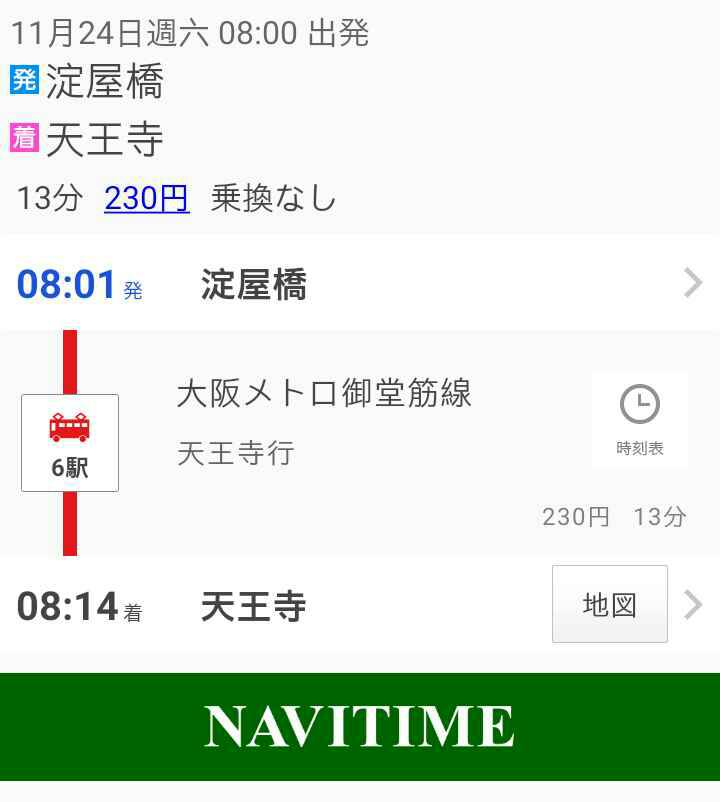 11月24日週六 08:00 出発
発 淀屋橋
着 天王寺
13分 230円 乗換なし
08:01 発 淀屋橋
大阪メトロ御堂筋線
6駅
天王寺行
時刻表
230円 13分
08:14 着 天王寺 地図
NAVITIME